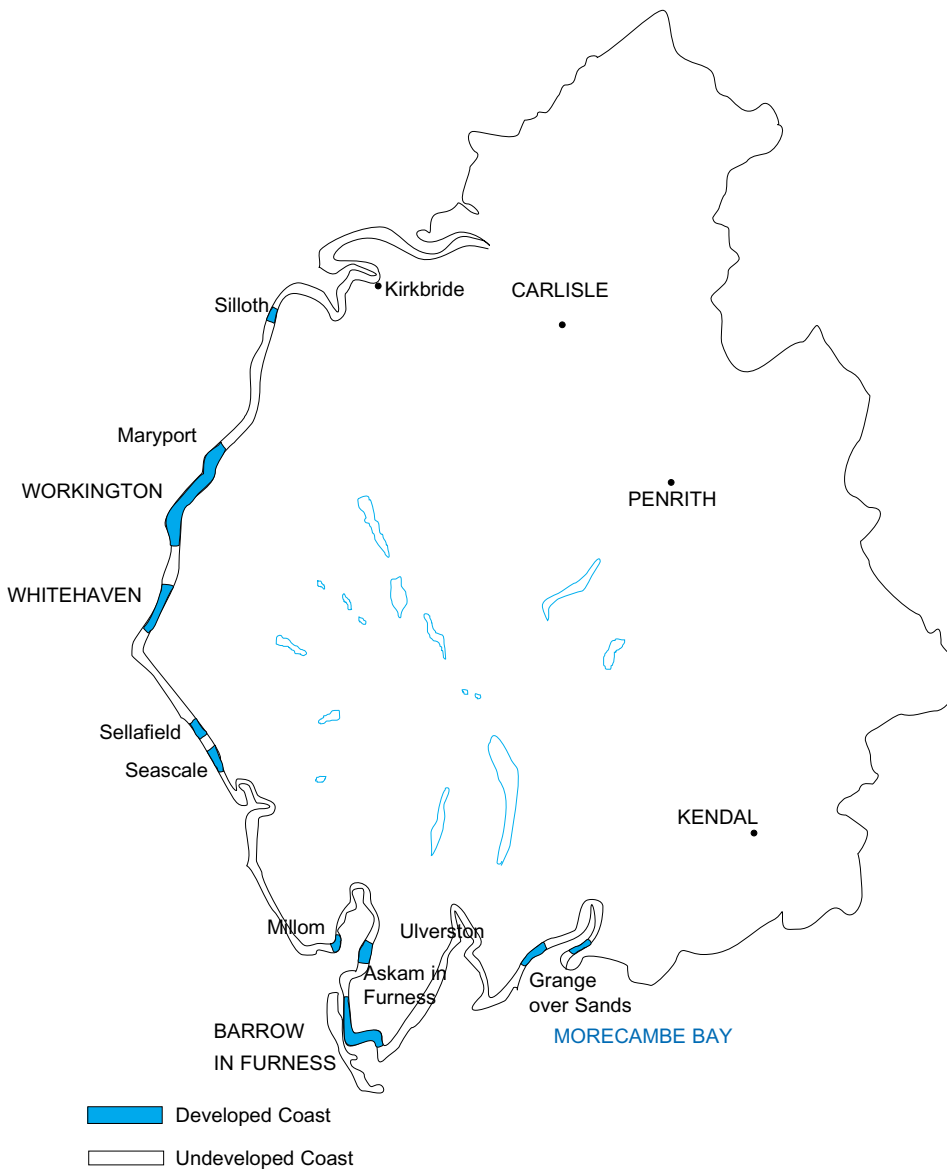 Kirkbride
CARLISLE
Silloth
Maryport
WORKINGTON
PENRITH
WHITEHAVEN
Sellafield
Seascale
KENDAL
Millom
Ulverston
Askam in
Furness
Grange
over Sands
BARROW
IN FURNESS
MORECAMBE BAY
Developed Coast
Undeveloped Coast